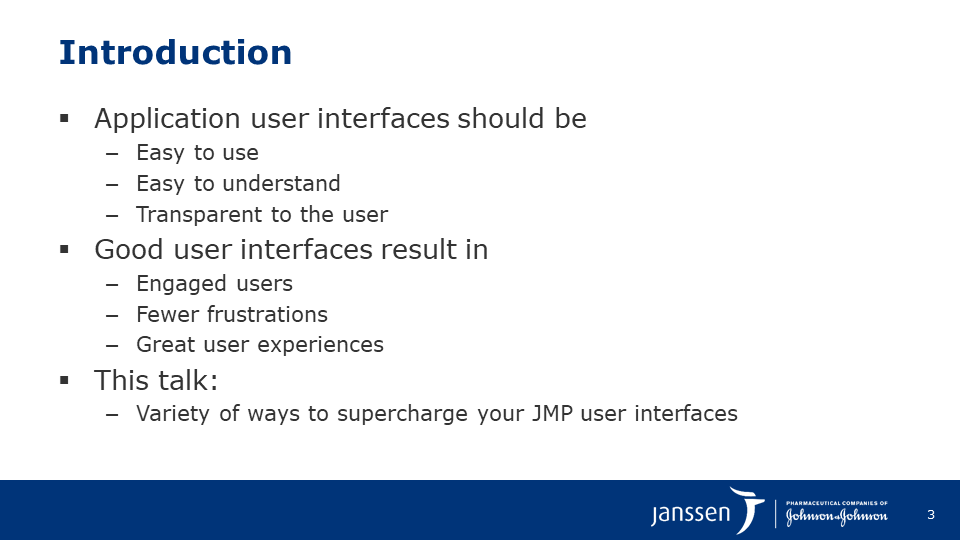 Introduction
▪ Application user interfaces should be
– Easy to use
– Easy to understand
– Transparent to the user
▪ Good user interfaces result in
– Engaged users
– Fewer frustrations
– Great user experiences
▪ This talk:
– Variety of ways to supercharge your JMP user interfaces
janssen
PHARMACEUTICAL COMPANIES OF
Johnson&Johnson
3